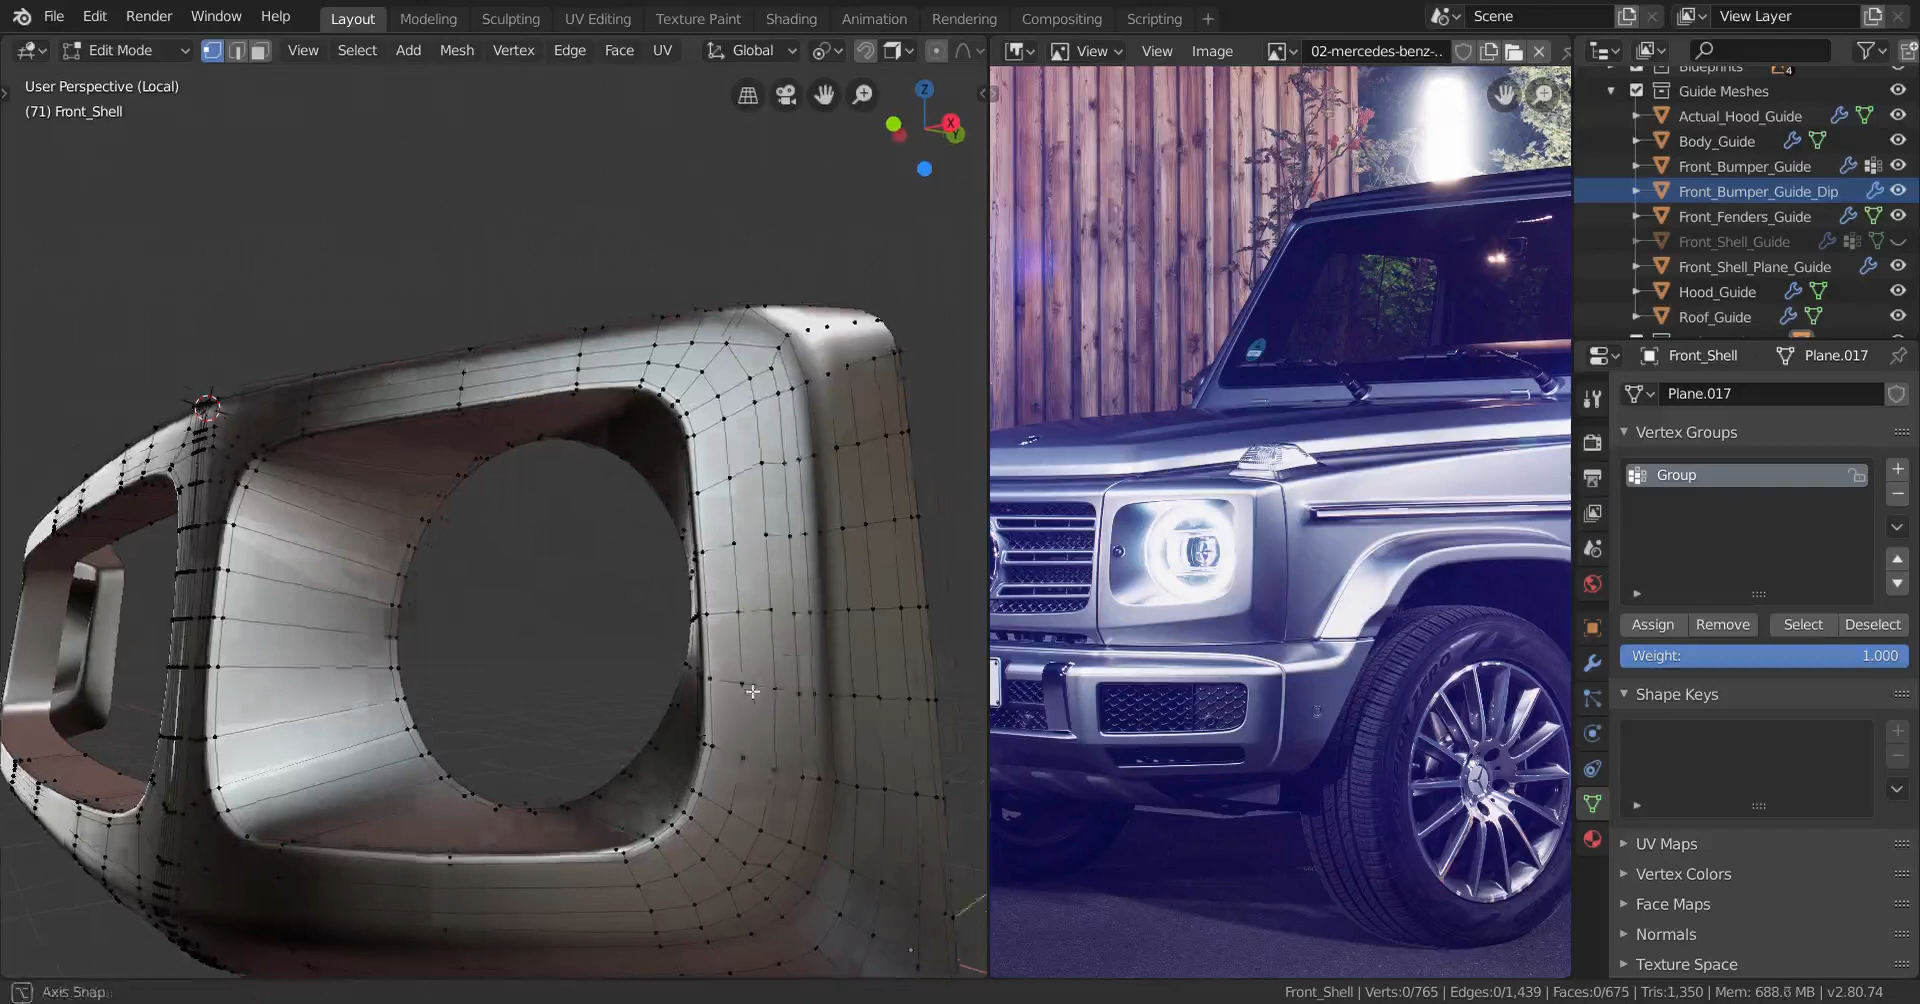 File Edit Render Window Help Layout Modeling Sculpting UV Editing Texture Paint Shading Animation Rendering Compositing Scripting + Scene View Layer
Edit Mode View Select Add Mesh Vertex Edge Face UV Global View View Image 02-mercedes-benz-..
User Perspective (Local)
(71) Front_Shell
Z
X
Y
Blueprints 4
Guide Meshes
Actual_Hood_Guide
Body_Guide
Front_Bumper_Guide
Front_Bumper_Guide_Dip
Front_Fenders_Guide
Front_Shell_Guide
Front_Shell_Plane_Guide
Hood_Guide
Roof_Guide
Front_Shell Plane.017
Plane.017
Vertex Groups
Group
Assign Remove Select Deselect
Weight: 1.000
Shape Keys
UV Maps
Vertex Colors
Face Maps
Normals
Texture Space
Axis Snap
Front_Shell | Verts:0/765 | Edges:0/1,439 | Faces:0/675 | Tris:1,350 | Mem: 688.6 MB | v2.80.74